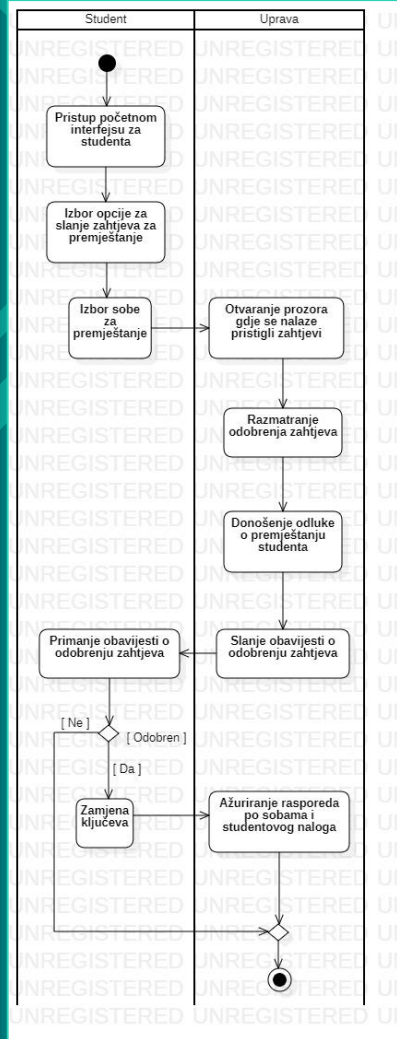 Student
Uprava
Pristup početnom
interfejsu za
studenta
Izbor opcije za
slanje zahtjeva za
premještanje
Izbor sobe
za
premještanje
Otvaranje prozora
gdje se nalaze
pristigli zahtjevi
Razmatranje
odobrenja zahtjeva
Donošenje odluke
o premještanju
studenta
Slanje obavijesti o
odobrenju zahtjeva
Primanje obavijesti o
odobrenju zahtjeva
[ Ne ]
[ Odobren ]
[ Da ]
Zamjena
ključeva
Ažuriranje rasporeda
po sobama i
studentovog naloga
UNREGISTERED